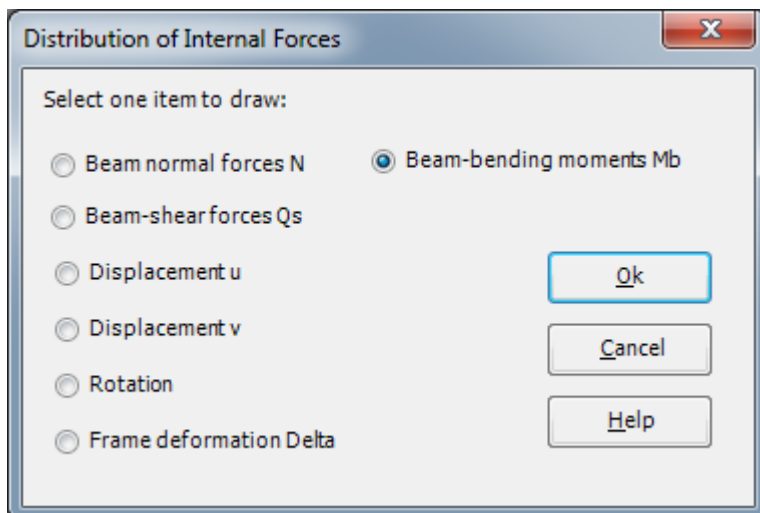 Distribution of Internal Forces
Select one item to draw:
Beam normal forces N
Beam-bending moments Mb
Beam-shear forces Qs
Displacement u
Displacement v
Rotation
Frame deformation Delta
Ok
Cancel
Help